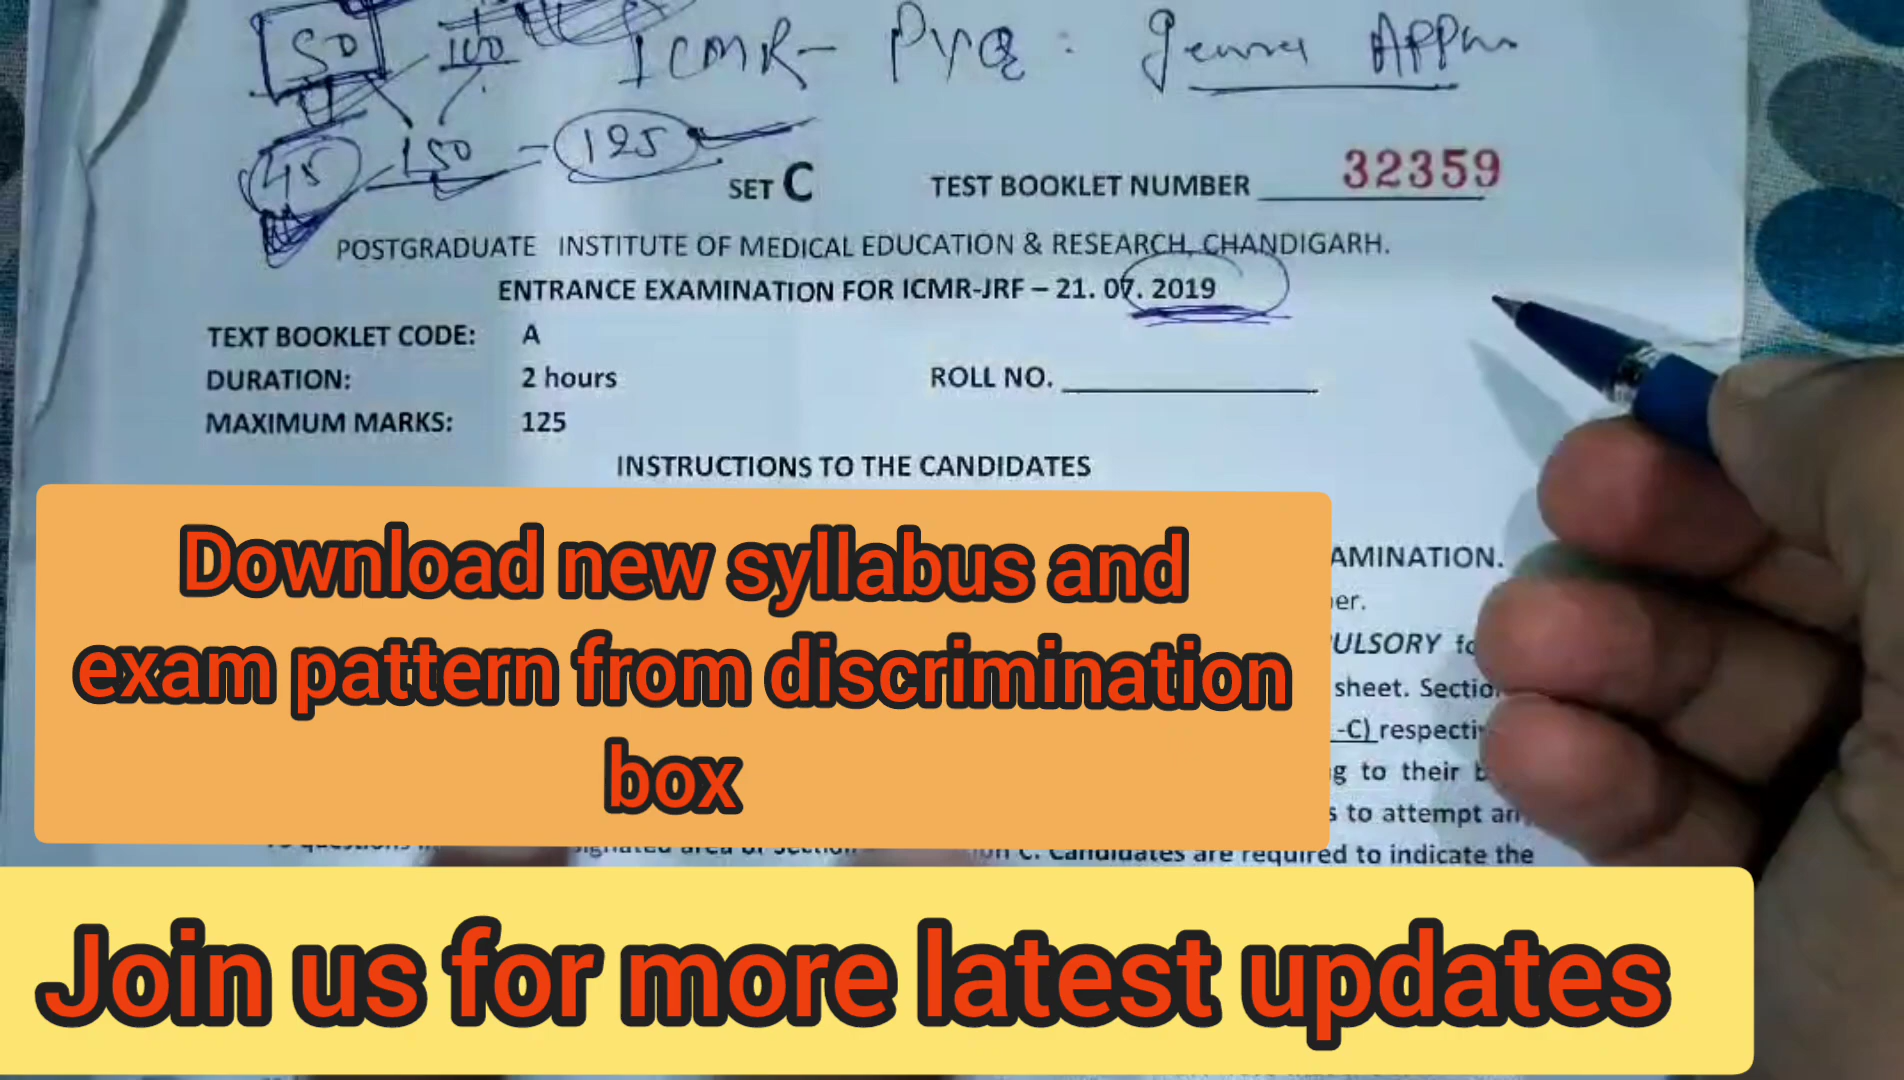 50 100 ICMR- PYQ:
45 150 - 125
SET C TEST BOOKLET NUMBER 32359
POSTGRADUATE INSTITUTE OF MEDICAL EDUCATION & RESEARCH, CHANDIGARH.
ENTRANCE EXAMINATION FOR ICMR-JRF – 21. 07. 2019
TEXT BOOKLET CODE: A
DURATION: 2 hours ROLL NO.
MAXIMUM MARKS: 125
INSTRUCTIONS TO THE CANDIDATES
Download new syllabus and
AMINATION.
er.
exam pattern from discrimination
ULSORY
sheet.
-C)
box
g to their
s to attempt
Candidates are required to indicate the
Join us for more latest updates